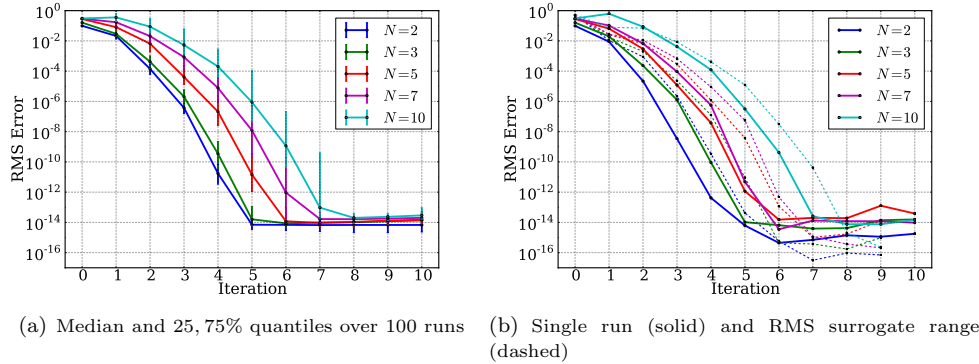 10^0
10^-2
10^-4
10^-6
10^-8
10^-10
10^-12
10^-14
10^-16
RMS Error
0 1 2 3 4 5 6 7 8 9 10
Iteration
N=2
N=3
N=5
N=7
N=10
(a) Median and 25, 75% quantiles over 100 runs
10^0
10^-2
10^-4
10^-6
10^-8
10^-10
10^-12
10^-14
10^-16
RMS Error
0 1 2 3 4 5 6 7 8 9 10
Iteration
N=2
N=3
N=5
N=7
N=10
(b) Single run (solid) and RMS surrogate range
(dashed)